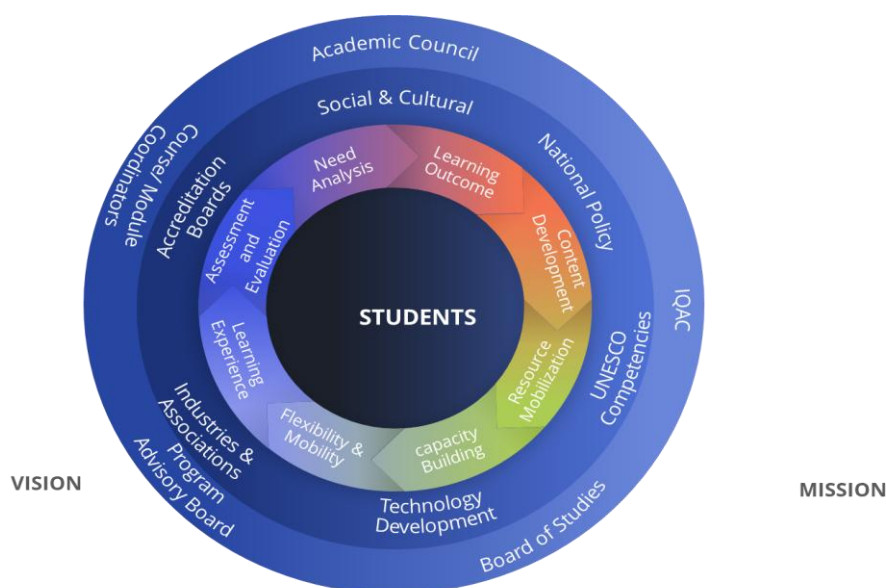 Academic Council
Social & Cultural
Course/ Module
Coordinators
Accreditation
Boards
National Policy
IQAC
UNESCO
Competencies
Board of Studies
Technology
Development
Industries &
Associations
Program
Advisory Board
Need
Analysis
Learning
Outcome
Content
Development
Resource
Mobilization
capacity
Building
Flexibility &
Mobility
Learning
Experience
Assessment
and
Evaluation
STUDENTS
VISION
MISSION